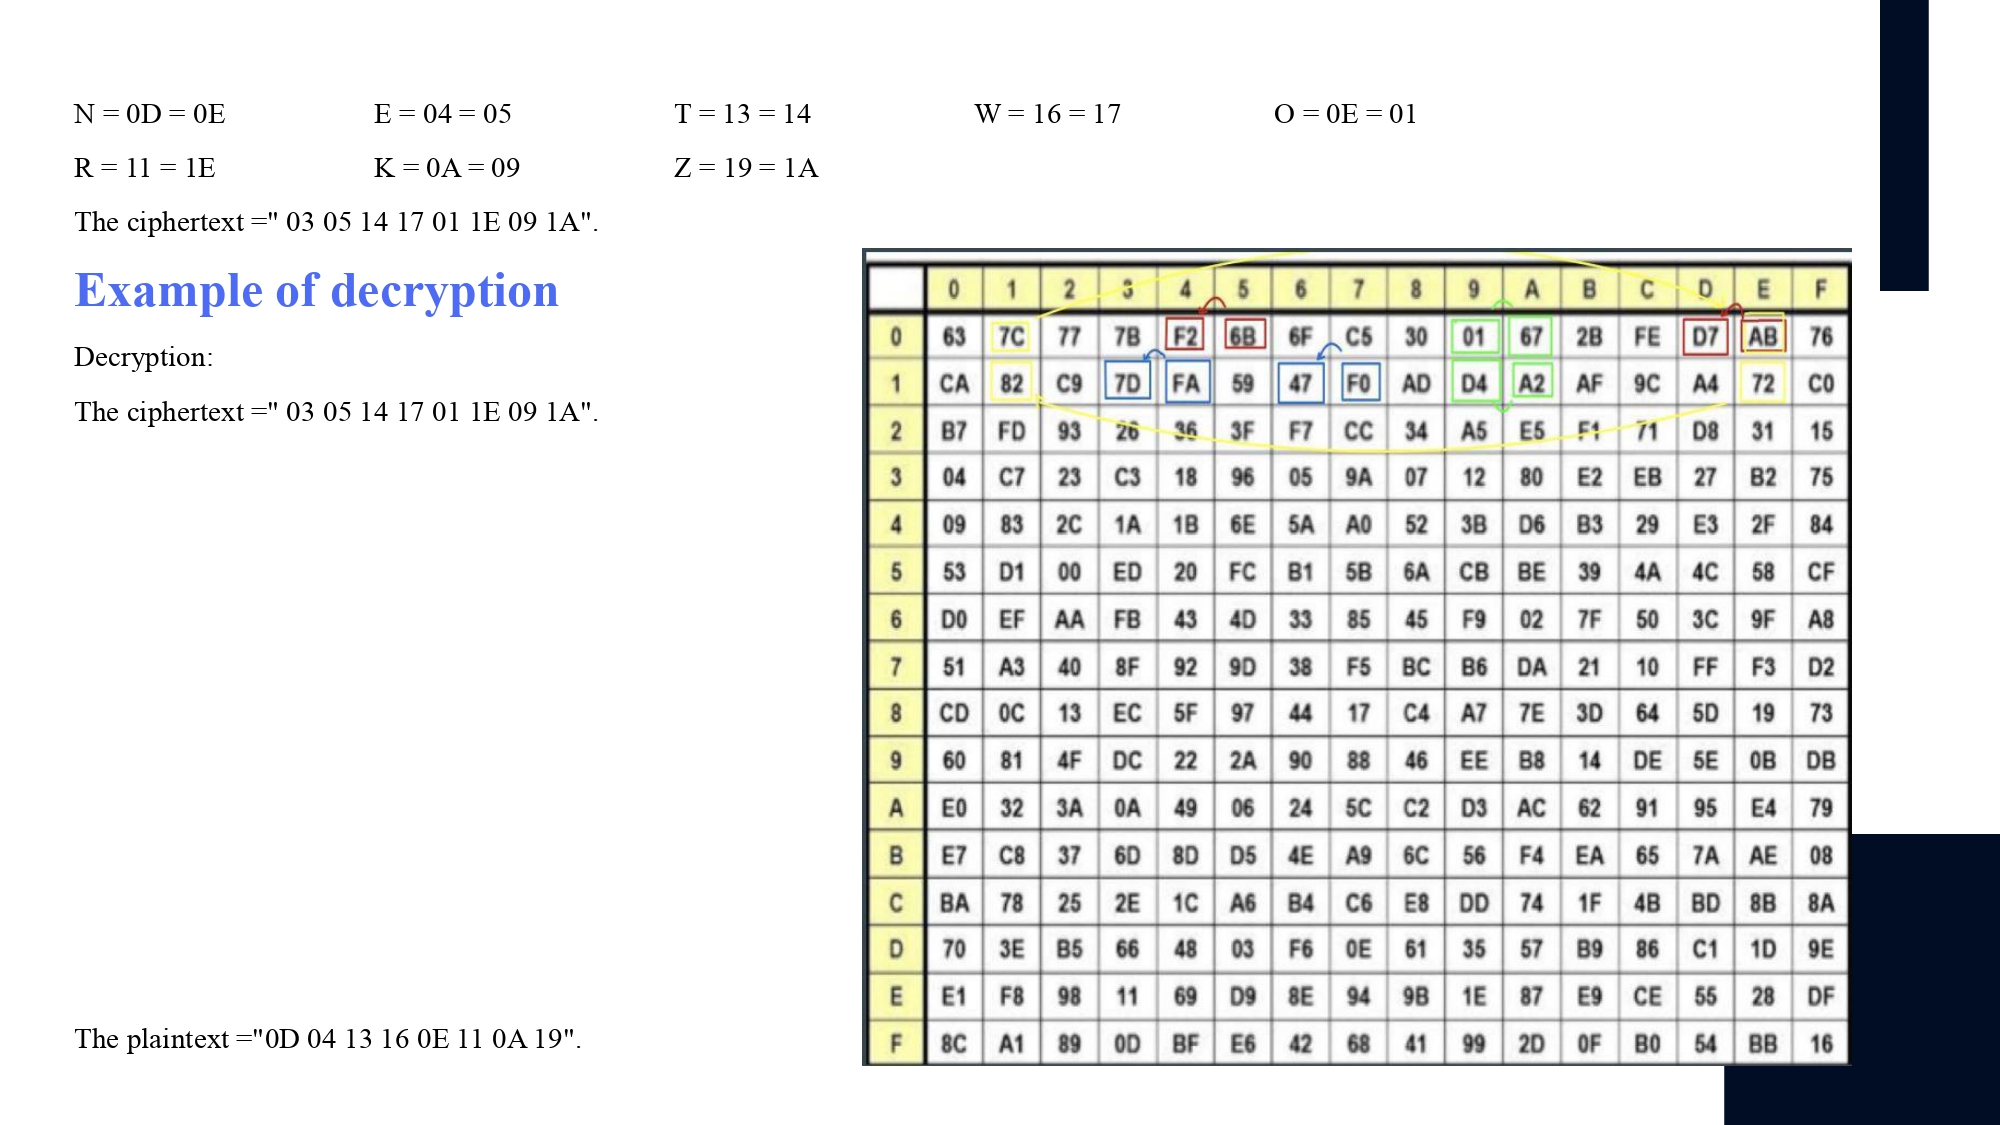 N = 0D = 0E E = 04 = 05 T = 13 = 14 W = 16 = 17 O = 0E = 01
R = 11 = 1E K = 0A = 09 Z = 19 = 1A
The ciphertext =" 03 05 14 17 01 1E 09 1A".
Example of decryption
Decryption:
The ciphertext =" 03 05 14 17 01 1E 09 1A".
The plaintext ="0D 04 13 16 0E 11 0A 19".
0 1 2 3 4 5 6 7 8 9 A B C D E F
0 63 7C 77 7B F2 6B 6F C5 30 01 67 2B FE D7 AB 76
1 CA 82 C9 7D FA 59 47 F0 AD D4 A2 AF 9C A4 72 C0
2 B7 FD 93 26 36 3F F7 CC 34 A5 E5 F1 71 D8 31 15
3 04 C7 23 C3 18 96 05 9A 07 12 80 E2 EB 27 B2 75
4 09 83 2C 1A 1B 6E 5A A0 52 3B D6 B3 29 E3 2F 84
5 53 D1 00 ED 20 FC B1 5B 6A CB BE 39 4A 4C 58 CF
6 D0 EF AA FB 43 4D 33 85 45 F9 02 7F 50 3C 9F A8
7 51 A3 40 8F 92 9D 38 F5 BC B6 DA 21 10 FF F3 D2
8 CD 0C 13 EC 5F 97 44 17 C4 A7 7E 3D 64 5D 19 73
9 60 81 4F DC 22 2A 90 88 46 EE B8 14 DE 5E 0B DB
A E0 32 3A 0A 49 06 24 5C C2 D3 AC 62 91 95 E4 79
B E7 C8 37 6D 8D D5 4E A9 6C 56 F4 EA 65 7A AE 08
C BA 78 25 2E 1C A6 B4 C6 E8 DD 74 1F 4B BD 8B 8A
D 70 3E B5 66 48 03 F6 0E 61 35 57 B9 86 C1 1D 9E
E E1 F8 98 11 69 D9 8E 94 9B 1E 87 E9 CE 55 28 DF
F 8C A1 89 0D BF E6 42 68 41 99 2D 0F B0 54 BB 16